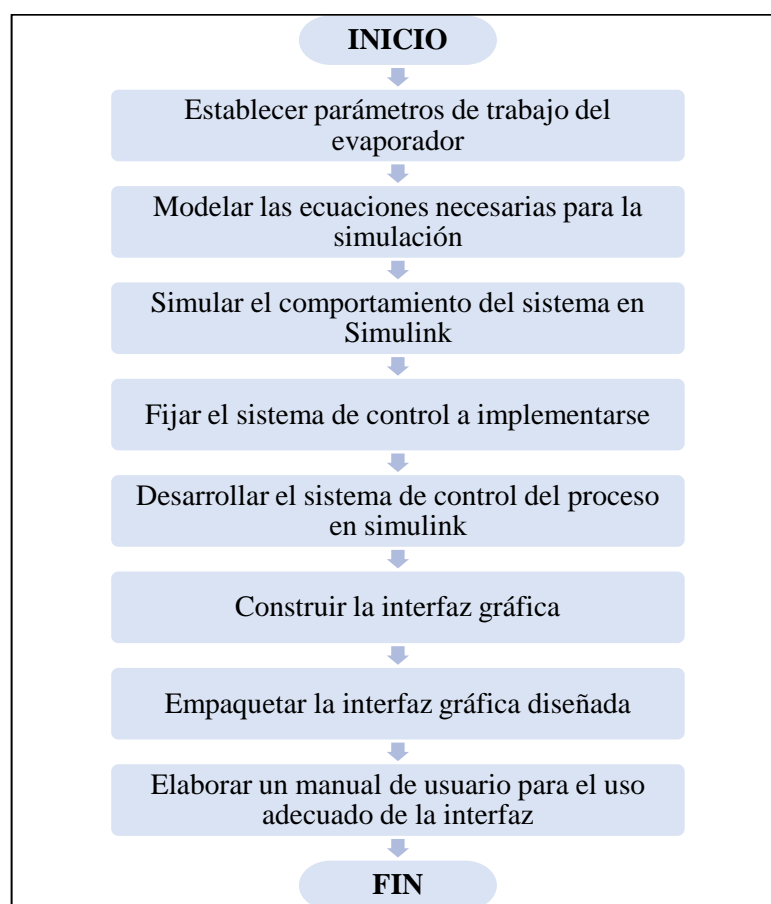 INICIO
Establecer parámetros de trabajo del
evaporador
Modelar las ecuaciones necesarias para la
simulación
Simular el comportamiento del sistema en
Simulink
Fijar el sistema de control a implementarse
Desarrollar el sistema de control del proceso
en simulink
Construir la interfaz gráfica
Empaquetar la interfaz gráfica diseñada
Elaborar un manual de usuario para el uso
adecuado de la interfaz
FIN